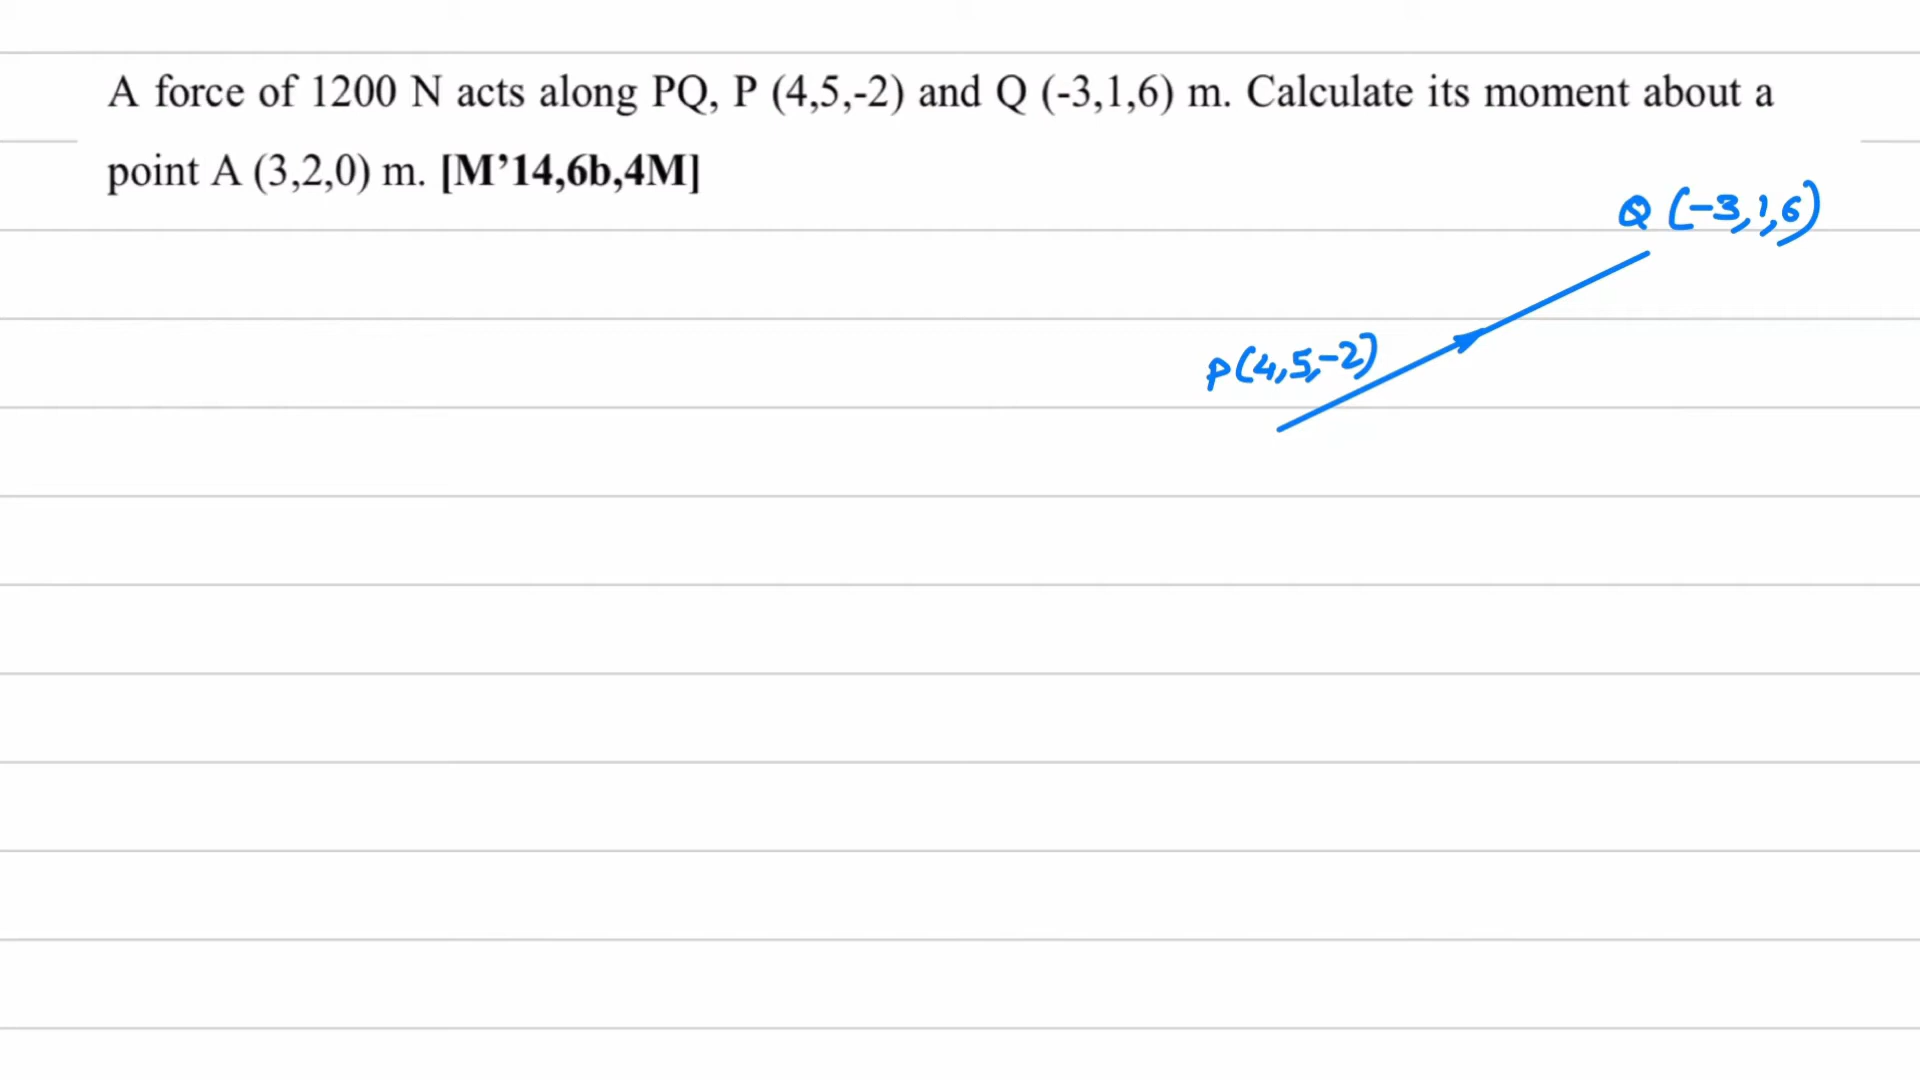 A force of 1200 N acts along PQ, P (4,5,-2) and Q (-3,1,6) m. Calculate its moment about a
point A (3,2,0) m. [M’14,6b,4M]
Q (-3,1,6)
P(4,5,-2)